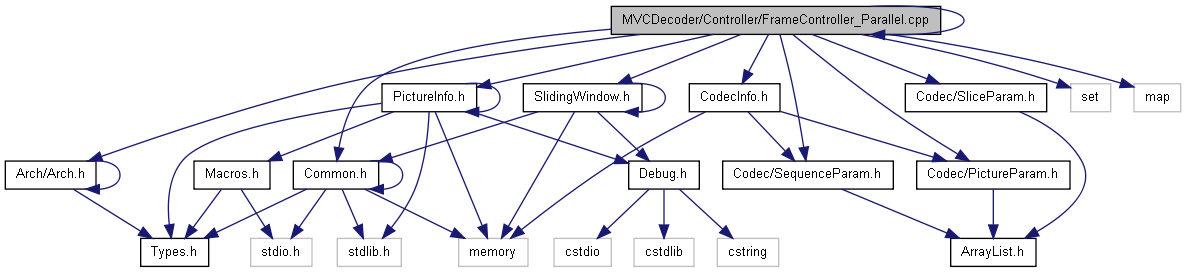 MVCDecoder/Controller/FrameController_Parallel.cpp
PictureInfo.h
SlidingWindow.h
CodecInfo.h
Codec/SliceParam.h
set
map
Arch/Arch.h
Macros.h
Common.h
Debug.h
Codec/SequenceParam.h
Codec/PictureParam.h
Types.h
stdio.h
stdlib.h
memory
cstdio
cstdlib
cstring
ArrayList.h